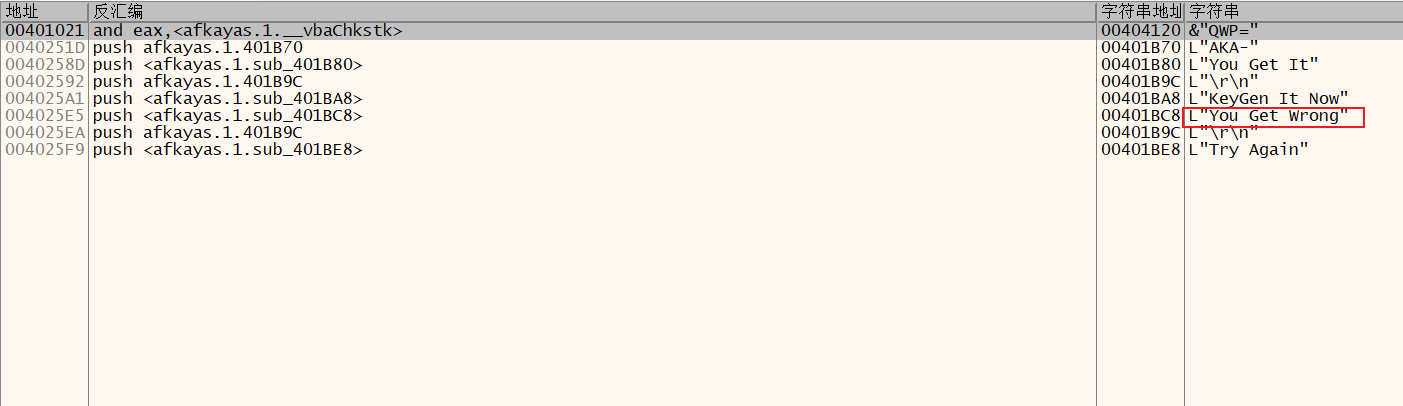 地址 反汇编 字符串地址 字符串
00401021 and eax,<afkayas.1.__vbaChkstk> 00404120 &"QWP="
0040251D push afkayas.1.401B70 00401B70 L"AKA-"
0040258D push <afkayas.1.sub_401B80> 00401B80 L"You Get It"
00402592 push afkayas.1.401B9C 00401B9C L"\r\n"
004025A1 push <afkayas.1.sub_401BA8> 00401BA8 L"KeyGen It Now"
004025E5 push <afkayas.1.sub_401BC8> 00401BC8 L"You Get Wrong"
004025EA push afkayas.1.401B9C 00401B9C L"\r\n"
004025F9 push <afkayas.1.sub_401BE8> 00401BE8 L"Try Again"